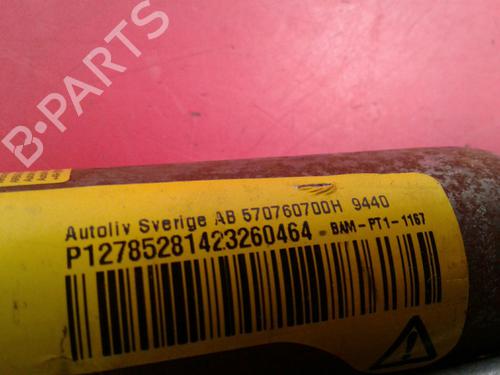 B-PARTS
Autoliv Sverige AB 570760700H 9440
P12785281423260464 - BAM-PT1-1167